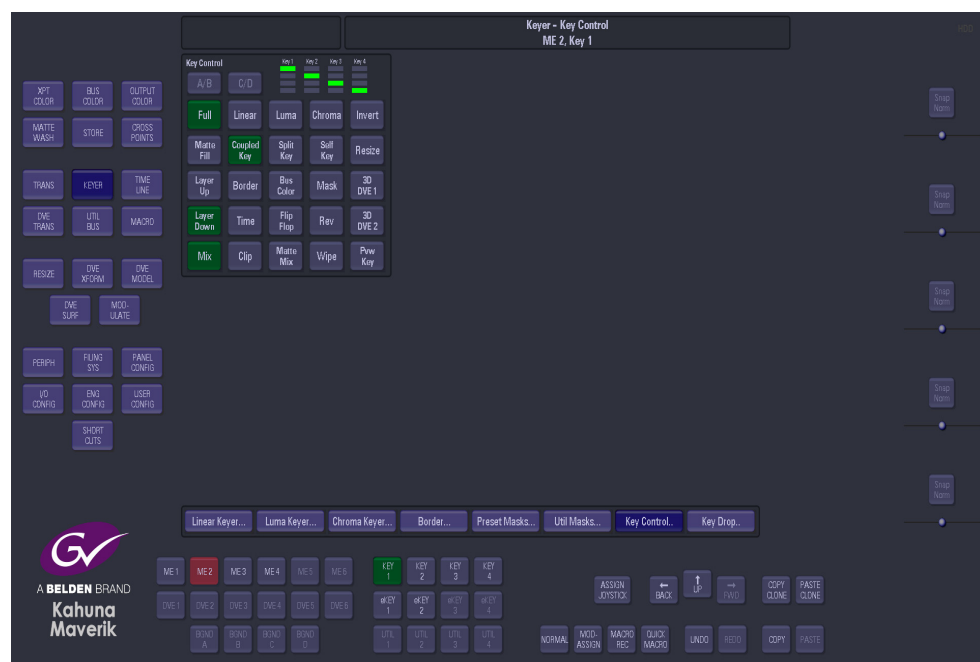 Keyer - Key Control
ME 2, Key 1
HDD
Key Control
Key 1 Key 2 Key 3 Key 4
A/B C/D
Full Linear Luma Chroma Invert
Matte Fill Coupled Key Split Key Self Key Resize
Layer Up Border Bus Color Mask 3D DVE 1
Layer Down Time Flip Flop Rev 3D DVE 2
Mix Clip Matte Mix Wipe Pvw Key
XPT COLOR BUS COLOR OUTPUT COLOR
MATTE WASH STORE CROSS POINTS
TRANS KEYER TIME LINE
DVE TRANS UTIL BUS MACRO
RESIZE DVE XFORM DVE MODEL
DVE SURF MOD- ULATE
PERIPH FILING SYS PANEL CONFIG
I/O CONFIG ENG CONFIG USER CONFIG
SHORT CUTS
Snap Norm
Snap Norm
Snap Norm
Snap Norm
Snap Norm
Linear Keyer... Luma Keyer... Chroma Keyer... Border... Preset Masks... Util Masks... Key Control.. Key Drop..
GV
A BELDEN BRAND
Kahuna
Maverik
ME 1 ME 2 ME 3 ME 4 ME 5 ME 6
DVE 1 DVE 2 DVE 3 DVE 4 DVE 5 DVE 6
BGND A BGND B BGND C BGND D
KEY 1 KEY 2 KEY 3 KEY 4
αKEY 1 αKEY 2 αKEY 3 αKEY 4
UTIL 1 UTIL 2 UTIL 3 UTIL 4
ASSIGN JOYSTICK ← BACK ↑ UP → FWD COPY CLONE PASTE CLONE
NORMAL MOD- ASSIGN MACRO REC QUICK MACRO UNDO REDO COPY PASTE